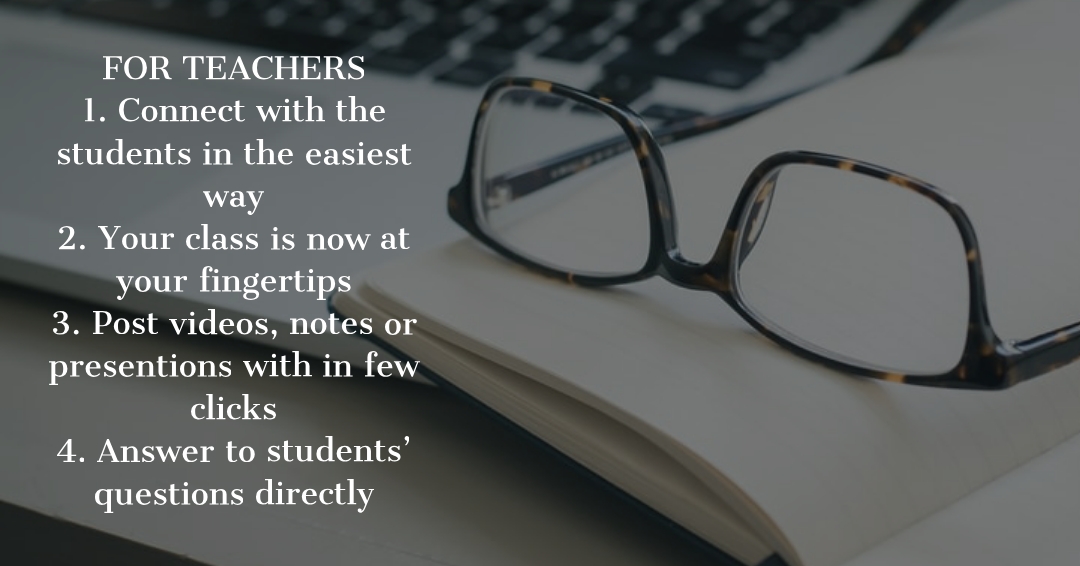 FOR TEACHERS
1. Connect with the
students in the easiest
way
2. Your class is now at
your fingertips
3. Post videos, notes or
presentions with in few
clicks
4. Answer to students’
questions directly